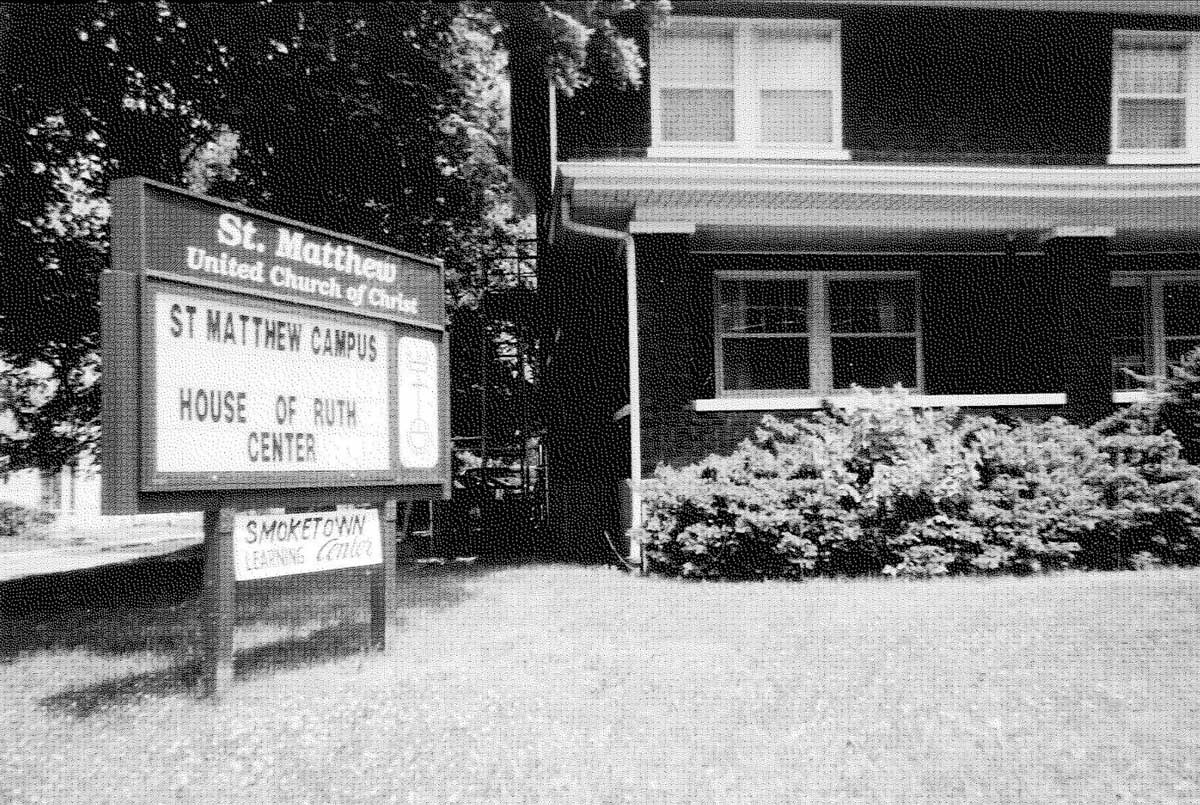 St. Matthew
United Church of Christ
ST MATTHEW CAMPUS
HOUSE OF RUTH
CENTER
SMOKETOWN
LEARNING Center